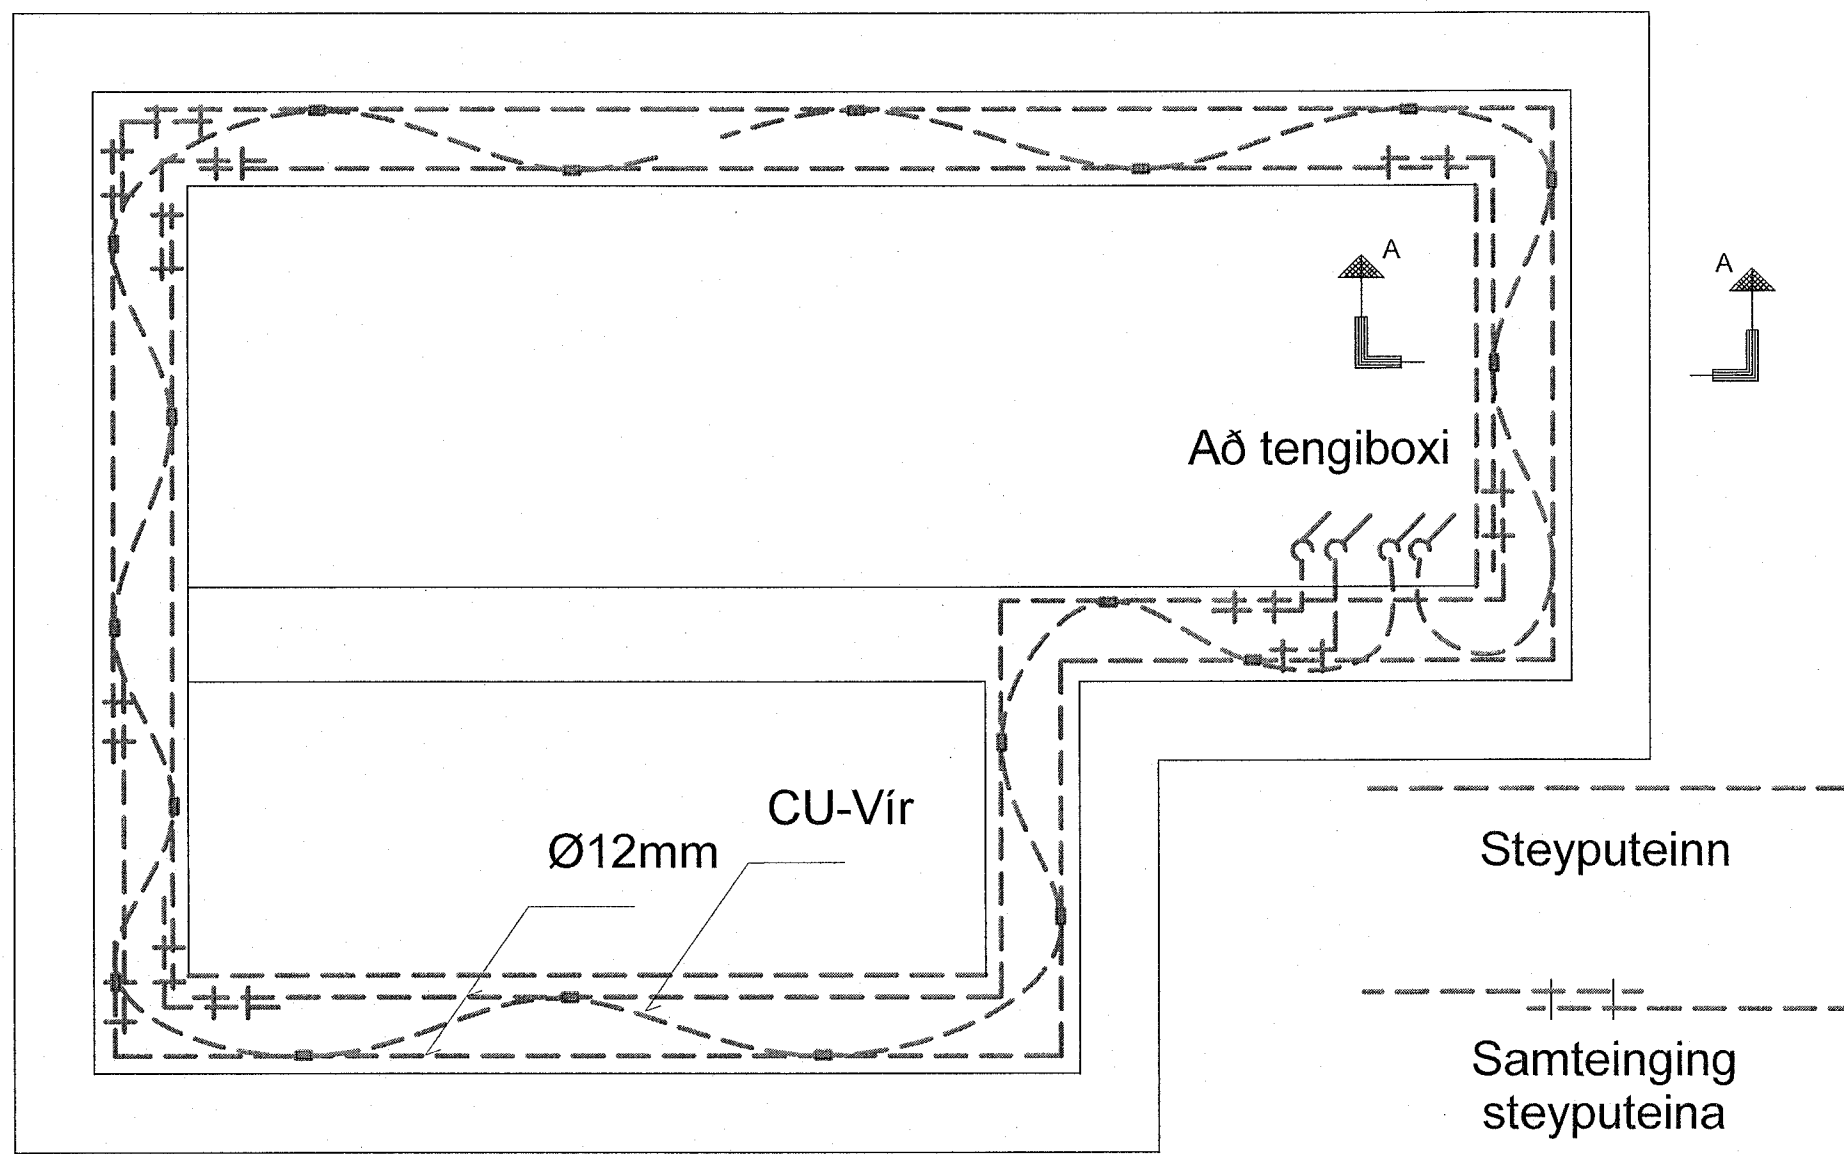 A
A
Að tengiboxi
CU-Vír
Ø12mm
Steyputeinn
Samteinging
steyputeina